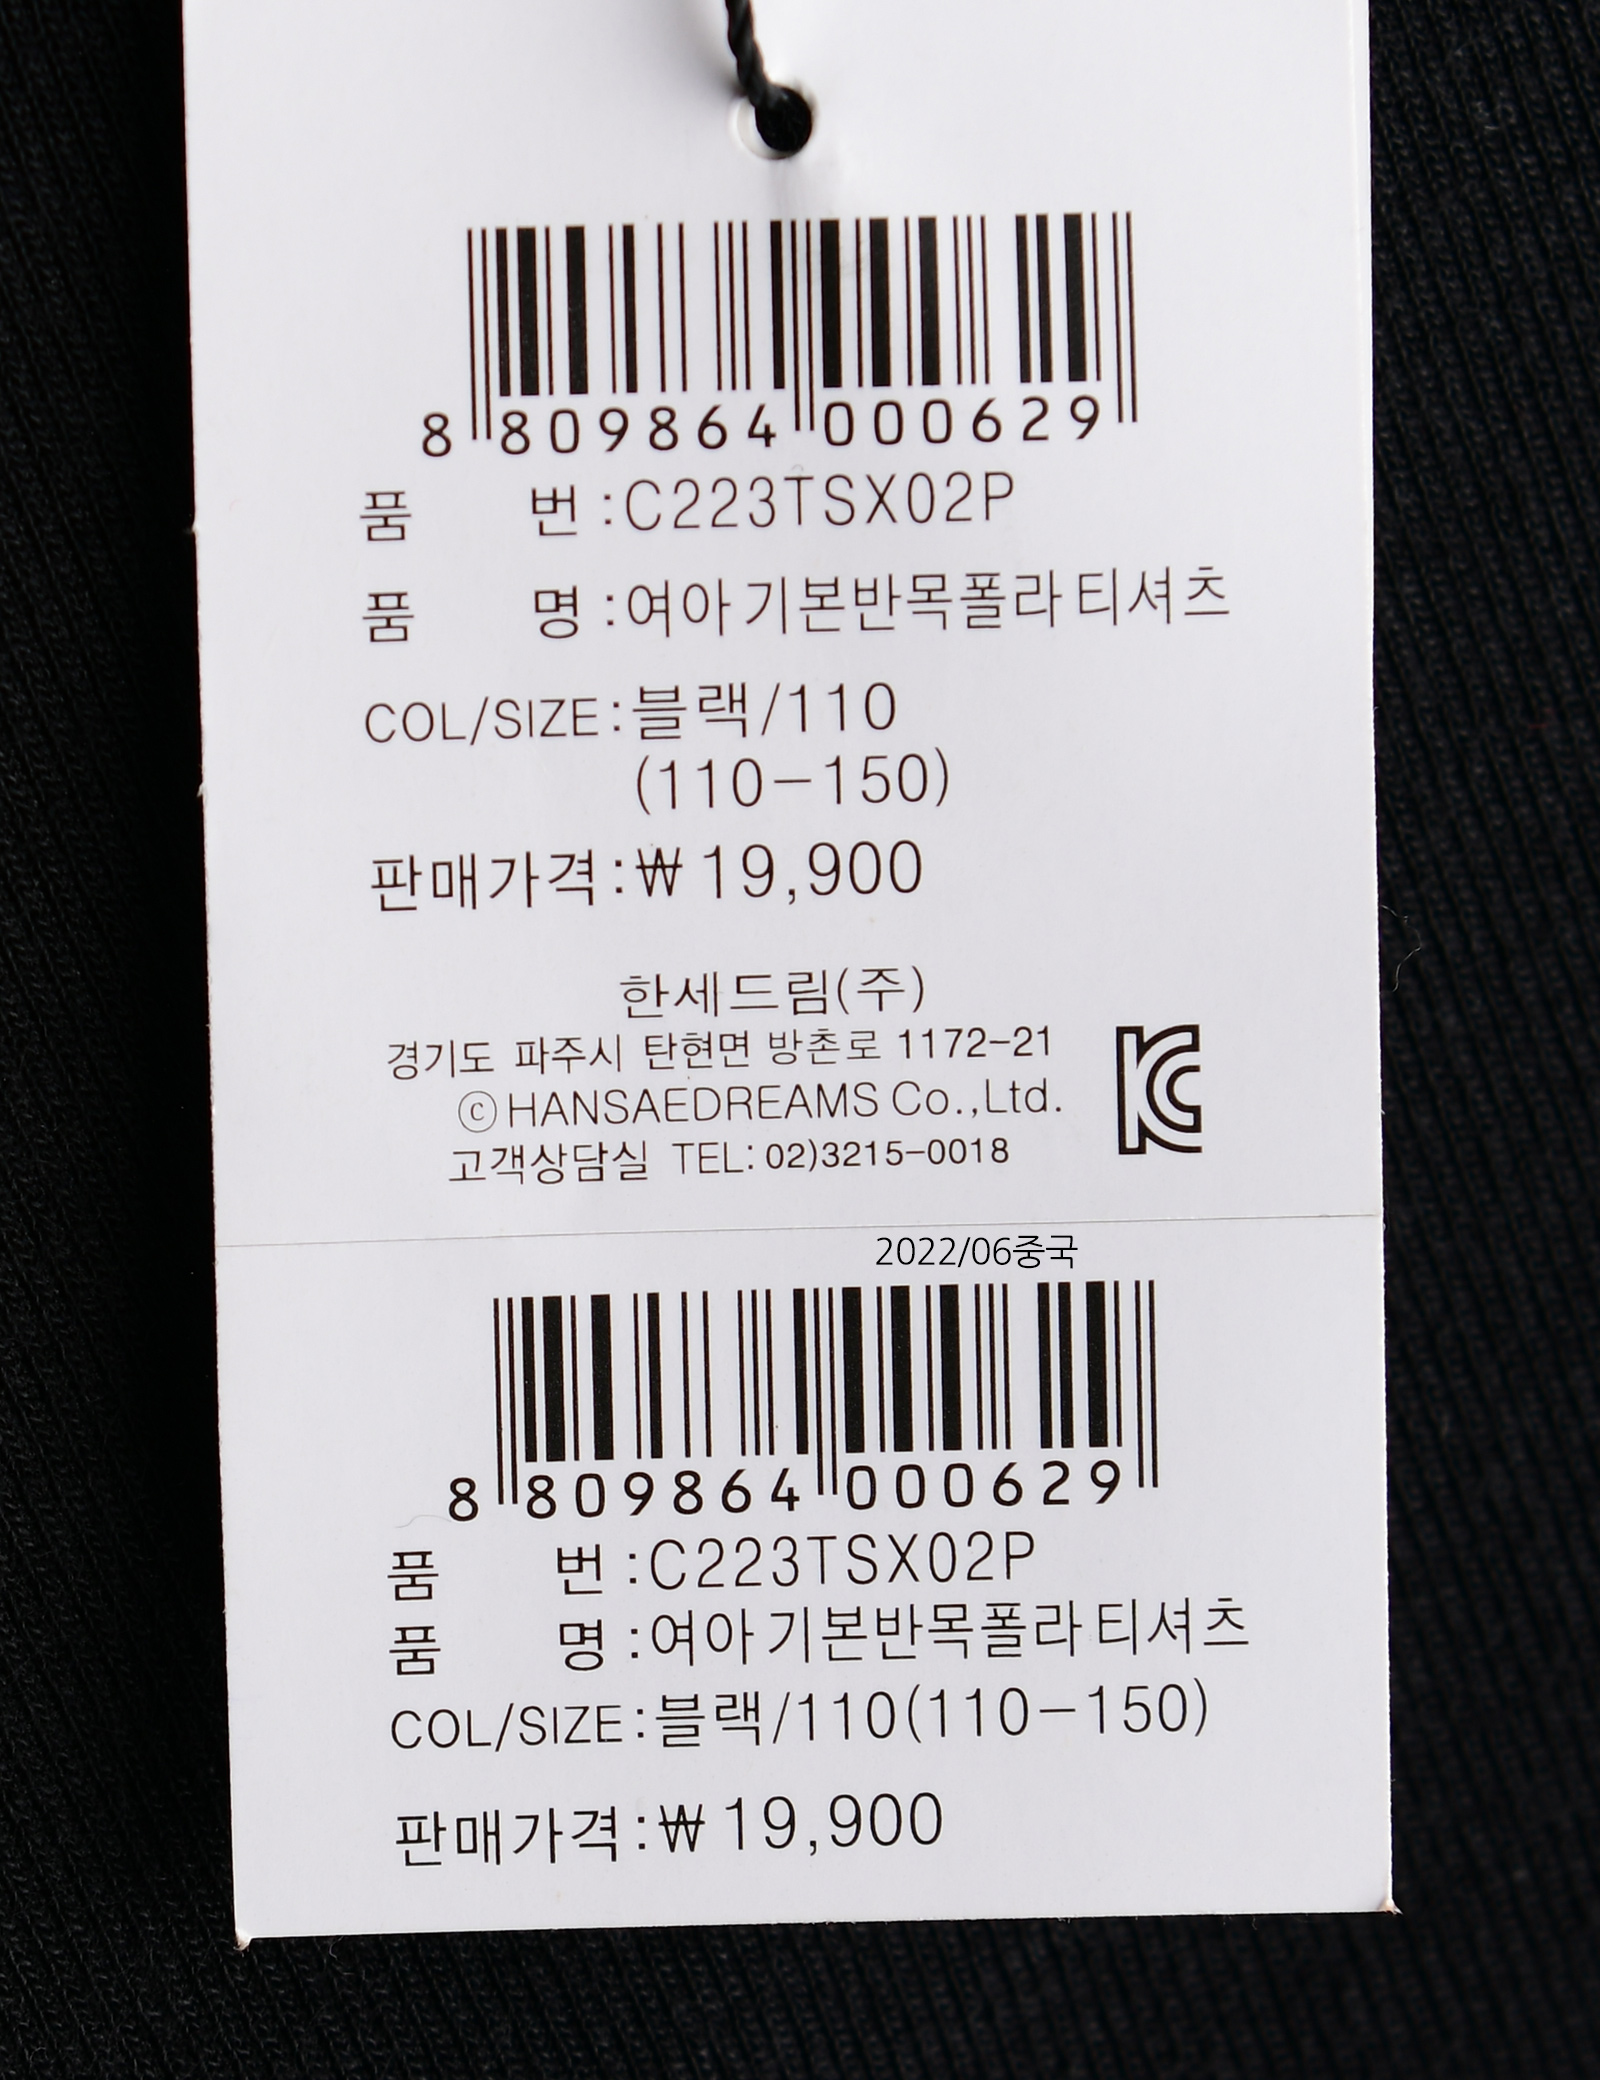 8 809864 000629
품 번 :C223TSX02P
품 명 :여아기본반목폴라티셔츠
COL/SIZE:블랙/110
(110-150)
판매가격:₩19,900
한세드림(주)
경기도 파주시 탄현면 방촌로 1172-21
ⓒHANSAEDREAMS Co.,Ltd.
고객상담실 TEL:02)3215-0018
KC
2022/06중국
8 809864 000629
품 번 :C223TSX02P
품 명 :여아기본반목폴라티셔츠
COL/SIZE:블랙/110(110-150)
판매가격:₩19,900